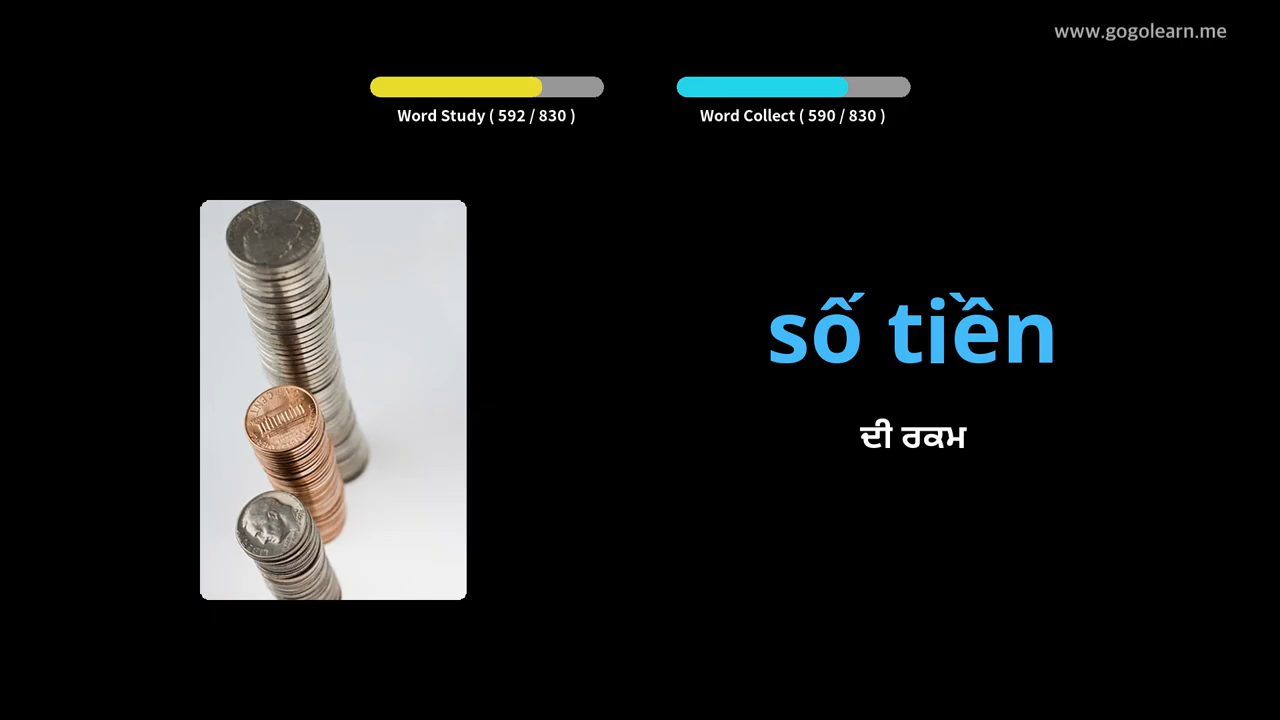 www.gogolearn.me
Word Study ( 592 / 830 )
Word Collect ( 590 / 830 )
số tiền
ਦੀ ਰਕਮ